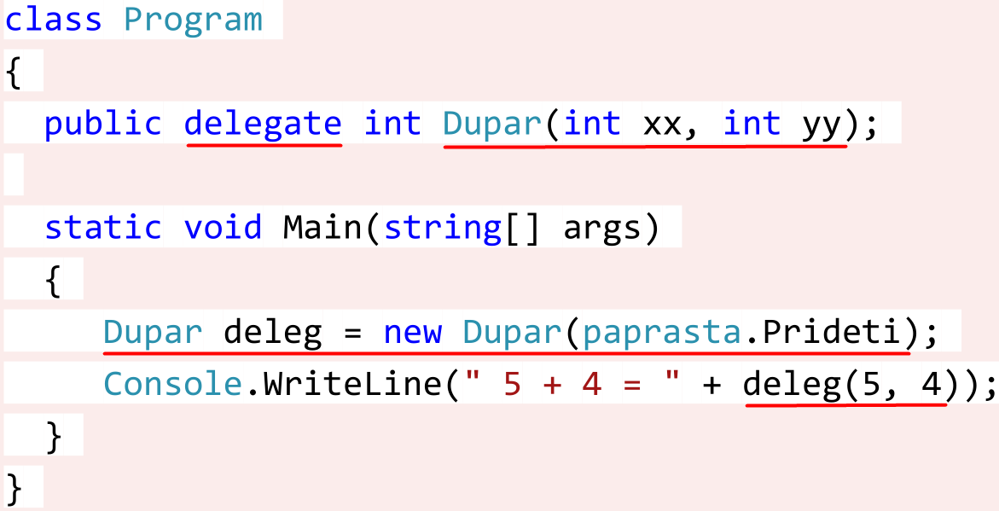 class Program
{
  public delegate int Dupar(int xx, int yy);
  static void Main(string[] args)
  {
     Dupar deleg = new Dupar(paprasta.Prideti);
     Console.WriteLine(" 5 + 4 = " + deleg(5, 4));
  }
}